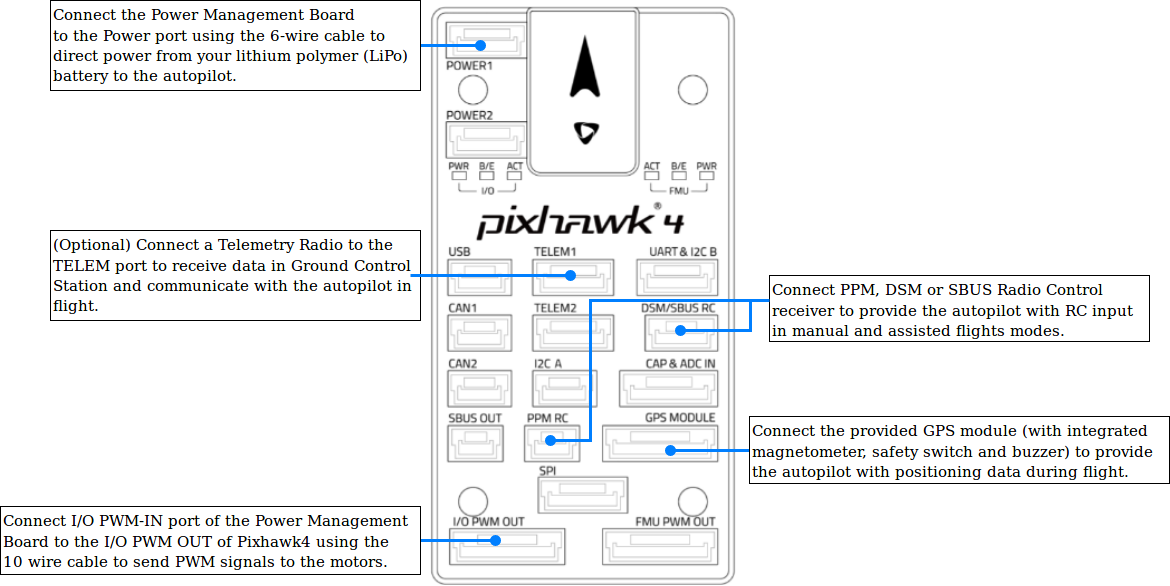 Connect the Power Management Board
to the Power port using the 6-wire cable to
direct power from your lithium polymer (LiPo)
battery to the autopilot.
POWER1
POWER2
PWR B/E ACT
I/O
ACT B/E PWR
FMU
pixhawk® 4
(Optional) Connect a Telemetry Radio to the
TELEM port to receive data in Ground Control
Station and communicate with the autopilot in
flight.
USB TELEM1 UART & I2C B
CAN1 TELEM2 DSM/SBUS RC
Connect PPM, DSM or SBUS Radio Control
receiver to provide the autopilot with RC input
in manual and assisted flights modes.
CAN2 I2C A CAP & ADC IN
SBUS OUT PPM RC GPS MODULE
Connect the provided GPS module (with integrated
magnetometer, safety switch and buzzer) to provide
the autopilot with positioning data during flight.
SPI
I/O PWM OUT FMU PWM OUT
Connect I/O PWM-IN port of the Power Management
Board to the I/O PWM OUT of Pixhawk4 using the
10 wire cable to send PWM signals to the motors.